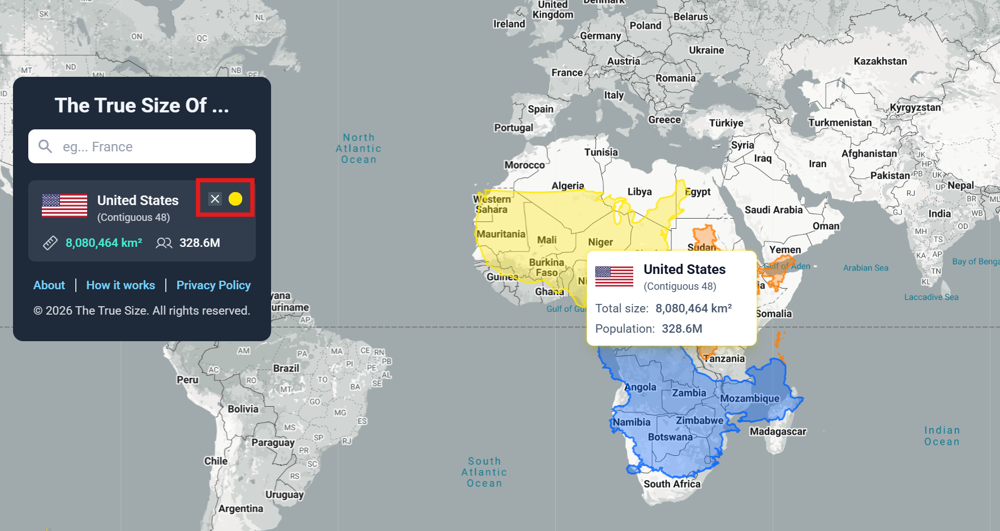 The True Size Of ...
eg... France
United States
(Contiguous 48)
8,080,464 km²
328.6M
About
How it works
Privacy Policy
© 2026 The True Size. All rights reserved.
United States
(Contiguous 48)
Total size: 8,080,464 km²
Population: 328.6M
SK
NL
ON
QC
MT
ND
MN
NB
PE
ID
United
Kingdom
Denmark
Ireland
Belarus
Poland
Germany
Ukraine
Austria
Kazakhstan
France
Romania
Italy
Spain
Kyrgyzstan
Greece
Türkiye
Turkmenistan
Portugal
North
Atlantic
Ocean
Syria
Tunisia
Iraq
Iran
Afghanistan
JK
HP
Morocco
Pakistan
PB
UK
Algeria
Libya
Egypt
UP
Nepal
RJ
BR
ML
Western
Sahara
Saudi Arabia
GJ
India
WB
Oman
OD
Mauritania
Mali
Niger
MH
TS
Sudan
Yemen
KA
AP
Burkina
Faso
Gulf of Aden
Arabian Sea
Bay of Benga
TN
Guinea
Ni
ia
KL
Ghana
Laccadive Sea
yana
uriname
Gulf of Gu
Somalia
AP
AM
PA
MA
CE
RN
PB
PI
PE
AL
SE
AC
RO
TO
BA
MT
Brazil
Peru
Tanzania
Angola
Zambia
Mozambique
GO
Bolivia
MG
ES
Namibia
Zimbabwe
Botswana
Madagascar
Indian
Ocean
MS
SP
RJ
Paraguay
PR
Chile
SC
South
Atlantic
Ocean
RS
South Africa
Uruguay
Argentina